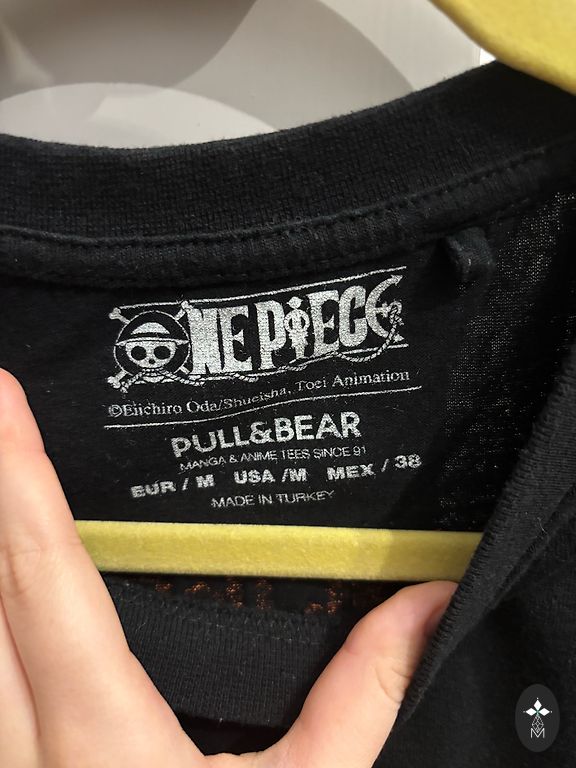 ONE PIECE
©Eiichiro Oda/Shueisha, Toei Animation
PULL&BEAR
MANGA & ANIME TEES SINCE 91
EUR / M USA /M MEX / 38
MADE IN TURKEY
M